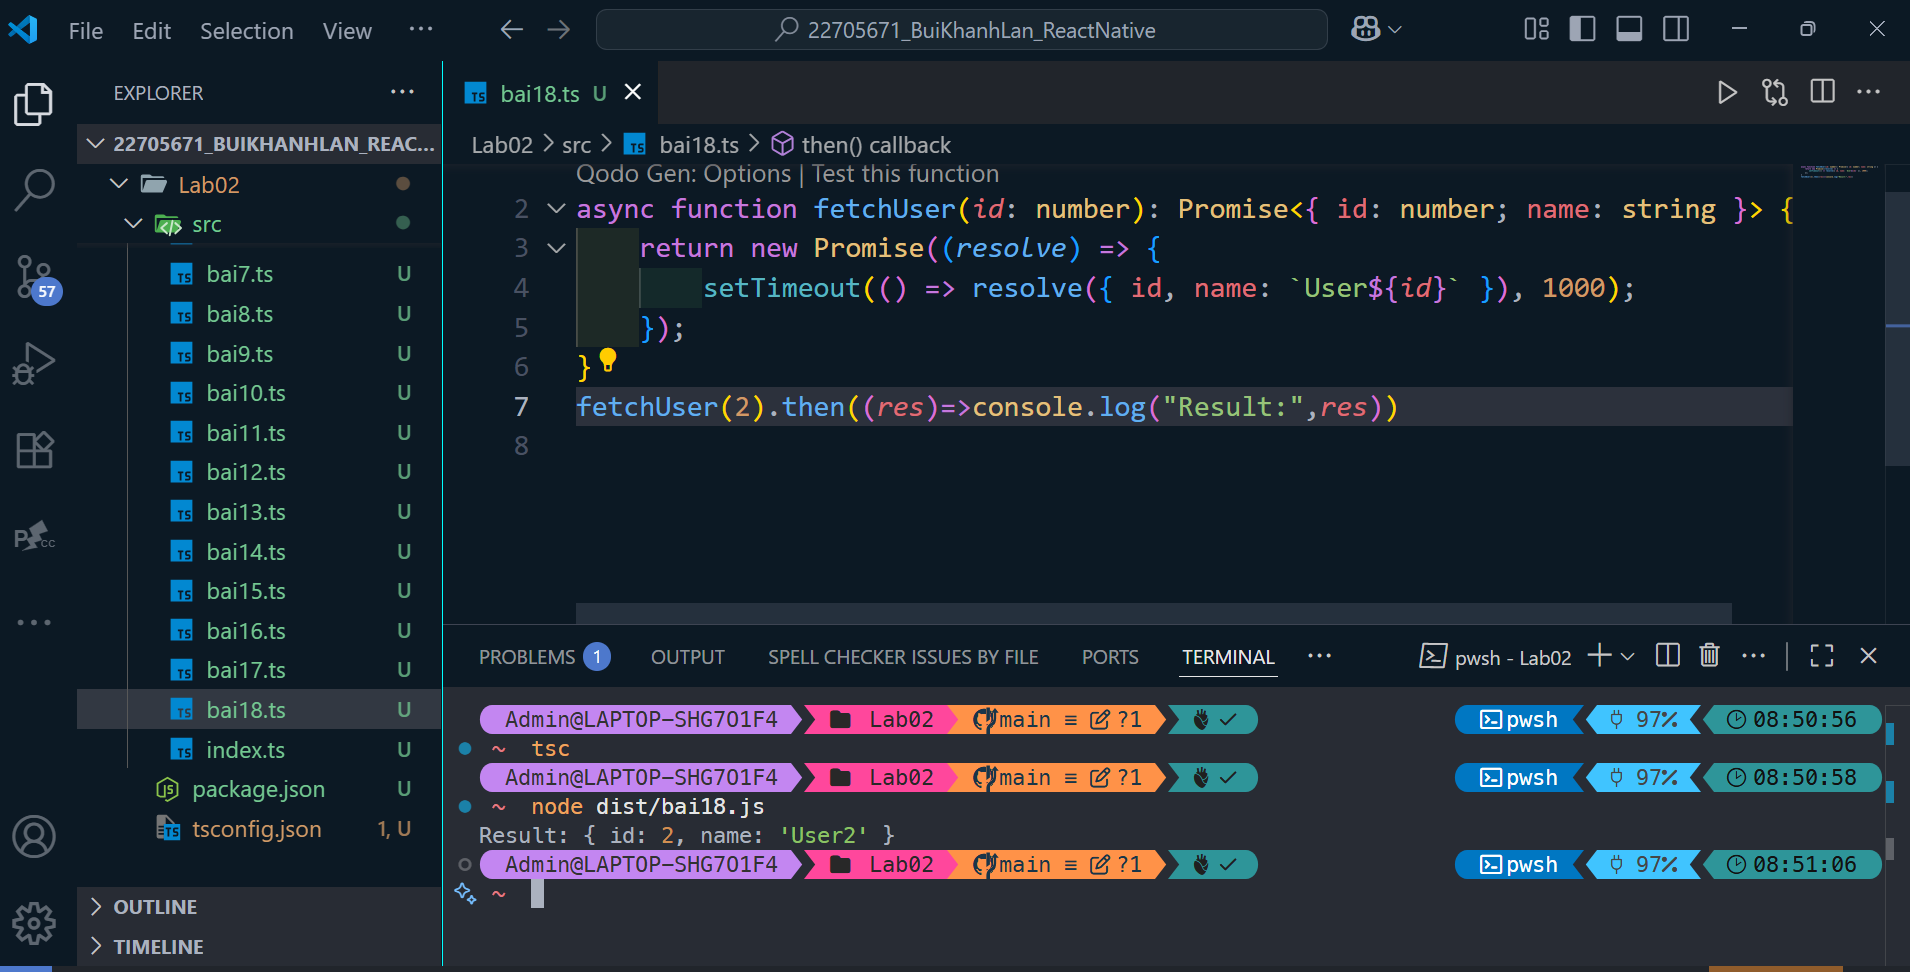 File Edit Selection View ··· 22705671_BuiKhanhLan_ReactNative
EXPLORER ···
22705671_BUIKHANHLAN_REAC...
Lab02
src
bai7.ts U
bai8.ts U
bai9.ts U
bai10.ts U
bai11.ts U
bai12.ts U
bai13.ts U
bai14.ts U
bai15.ts U
bai16.ts U
bai17.ts U
bai18.ts U
index.ts U
package.json U
tsconfig.json 1, U
OUTLINE
TIMELINE
57
bai18.ts U
Lab02 > src > bai18.ts > then() callback
Qodo Gen: Options | Test this function
2 async function fetchUser(id: number): Promise<{ id: number; name: string }> {
3 return new Promise((resolve) => {
4 setTimeout(() => resolve({ id, name: `User${id}` }), 1000);
5 });
6 }
7 fetchUser(2).then((res)=>console.log("Result:",res))
8
PROBLEMS 1 OUTPUT SPELL CHECKER ISSUES BY FILE PORTS TERMINAL ··· pwsh - Lab02
Admin@LAPTOP-SHG7O1F4 Lab02 main ≡ ?1 ✓ pwsh 97% 08:50:56
~ tsc
Admin@LAPTOP-SHG7O1F4 Lab02 main ≡ ?1 ✓ pwsh 97% 08:50:58
~ node dist/bai18.js
Result: { id: 2, name: 'User2' }
Admin@LAPTOP-SHG7O1F4 Lab02 main ≡ ?1 ✓ pwsh 97% 08:51:06
~